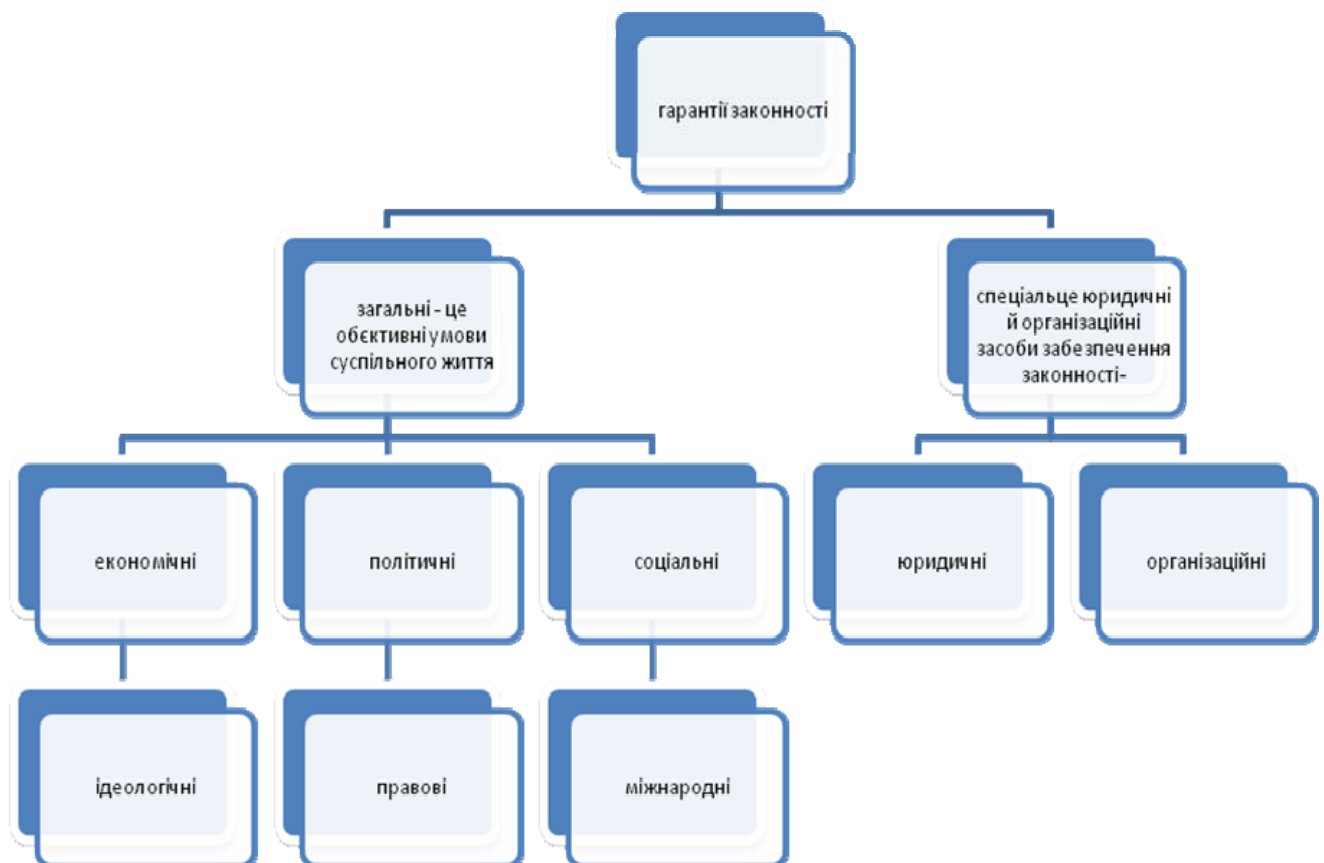 гарантії законності
загальні - це
обєктивні умови
суспільного життя
спеціальце юридичні
й організаційні
засоби забезпечення
законності-
економічні
політичні
соціальні
юридичні
організаційні
ідеологічні
правові
міжнародні